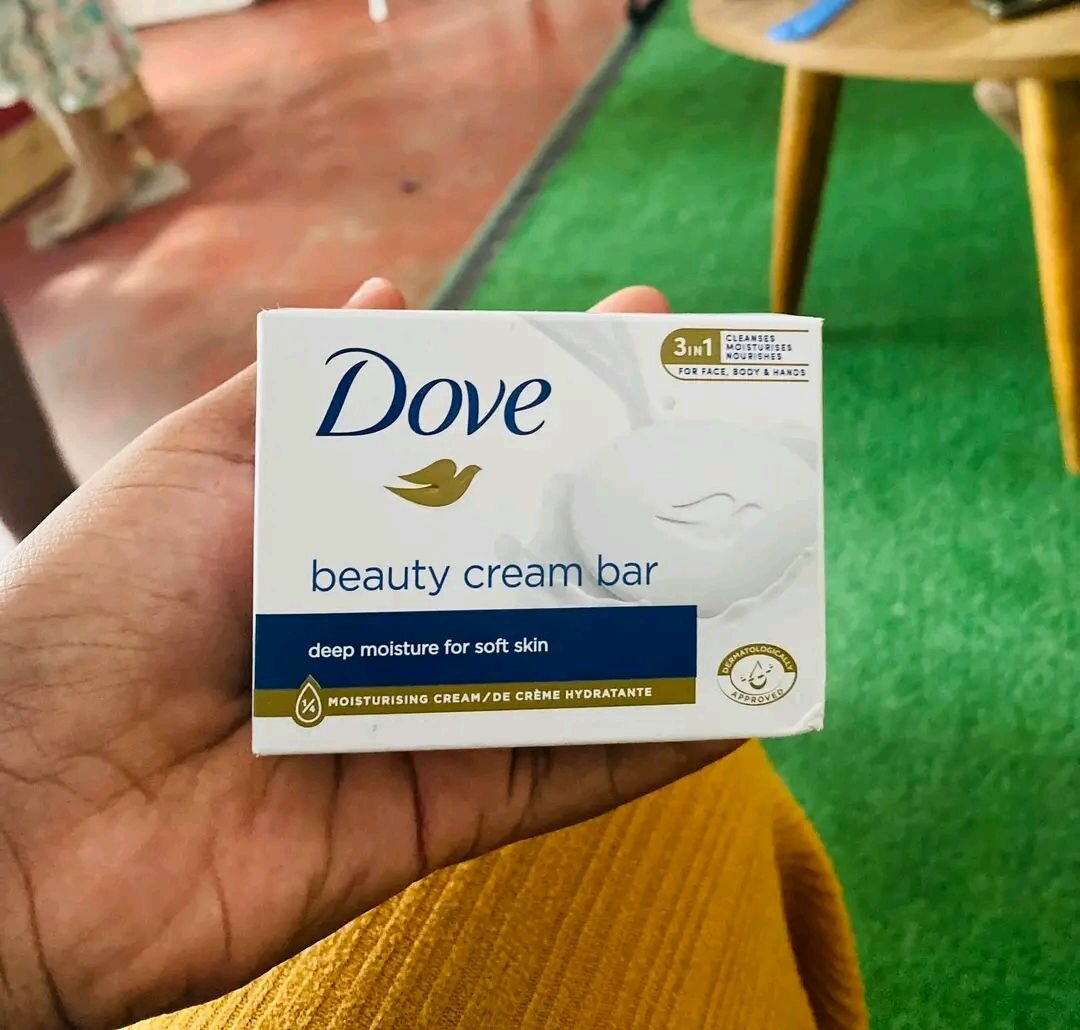 Dove
3IN1
CLEANSES
MOISTURISES
NOURISHES
FOR FACE, BODY & HANDS
beauty cream bar
deep moisture for soft skin
1/4 MOISTURISING CREAM/DE CRÈME HYDRATANTE
DERMATOLOGICALLY
APPROVED